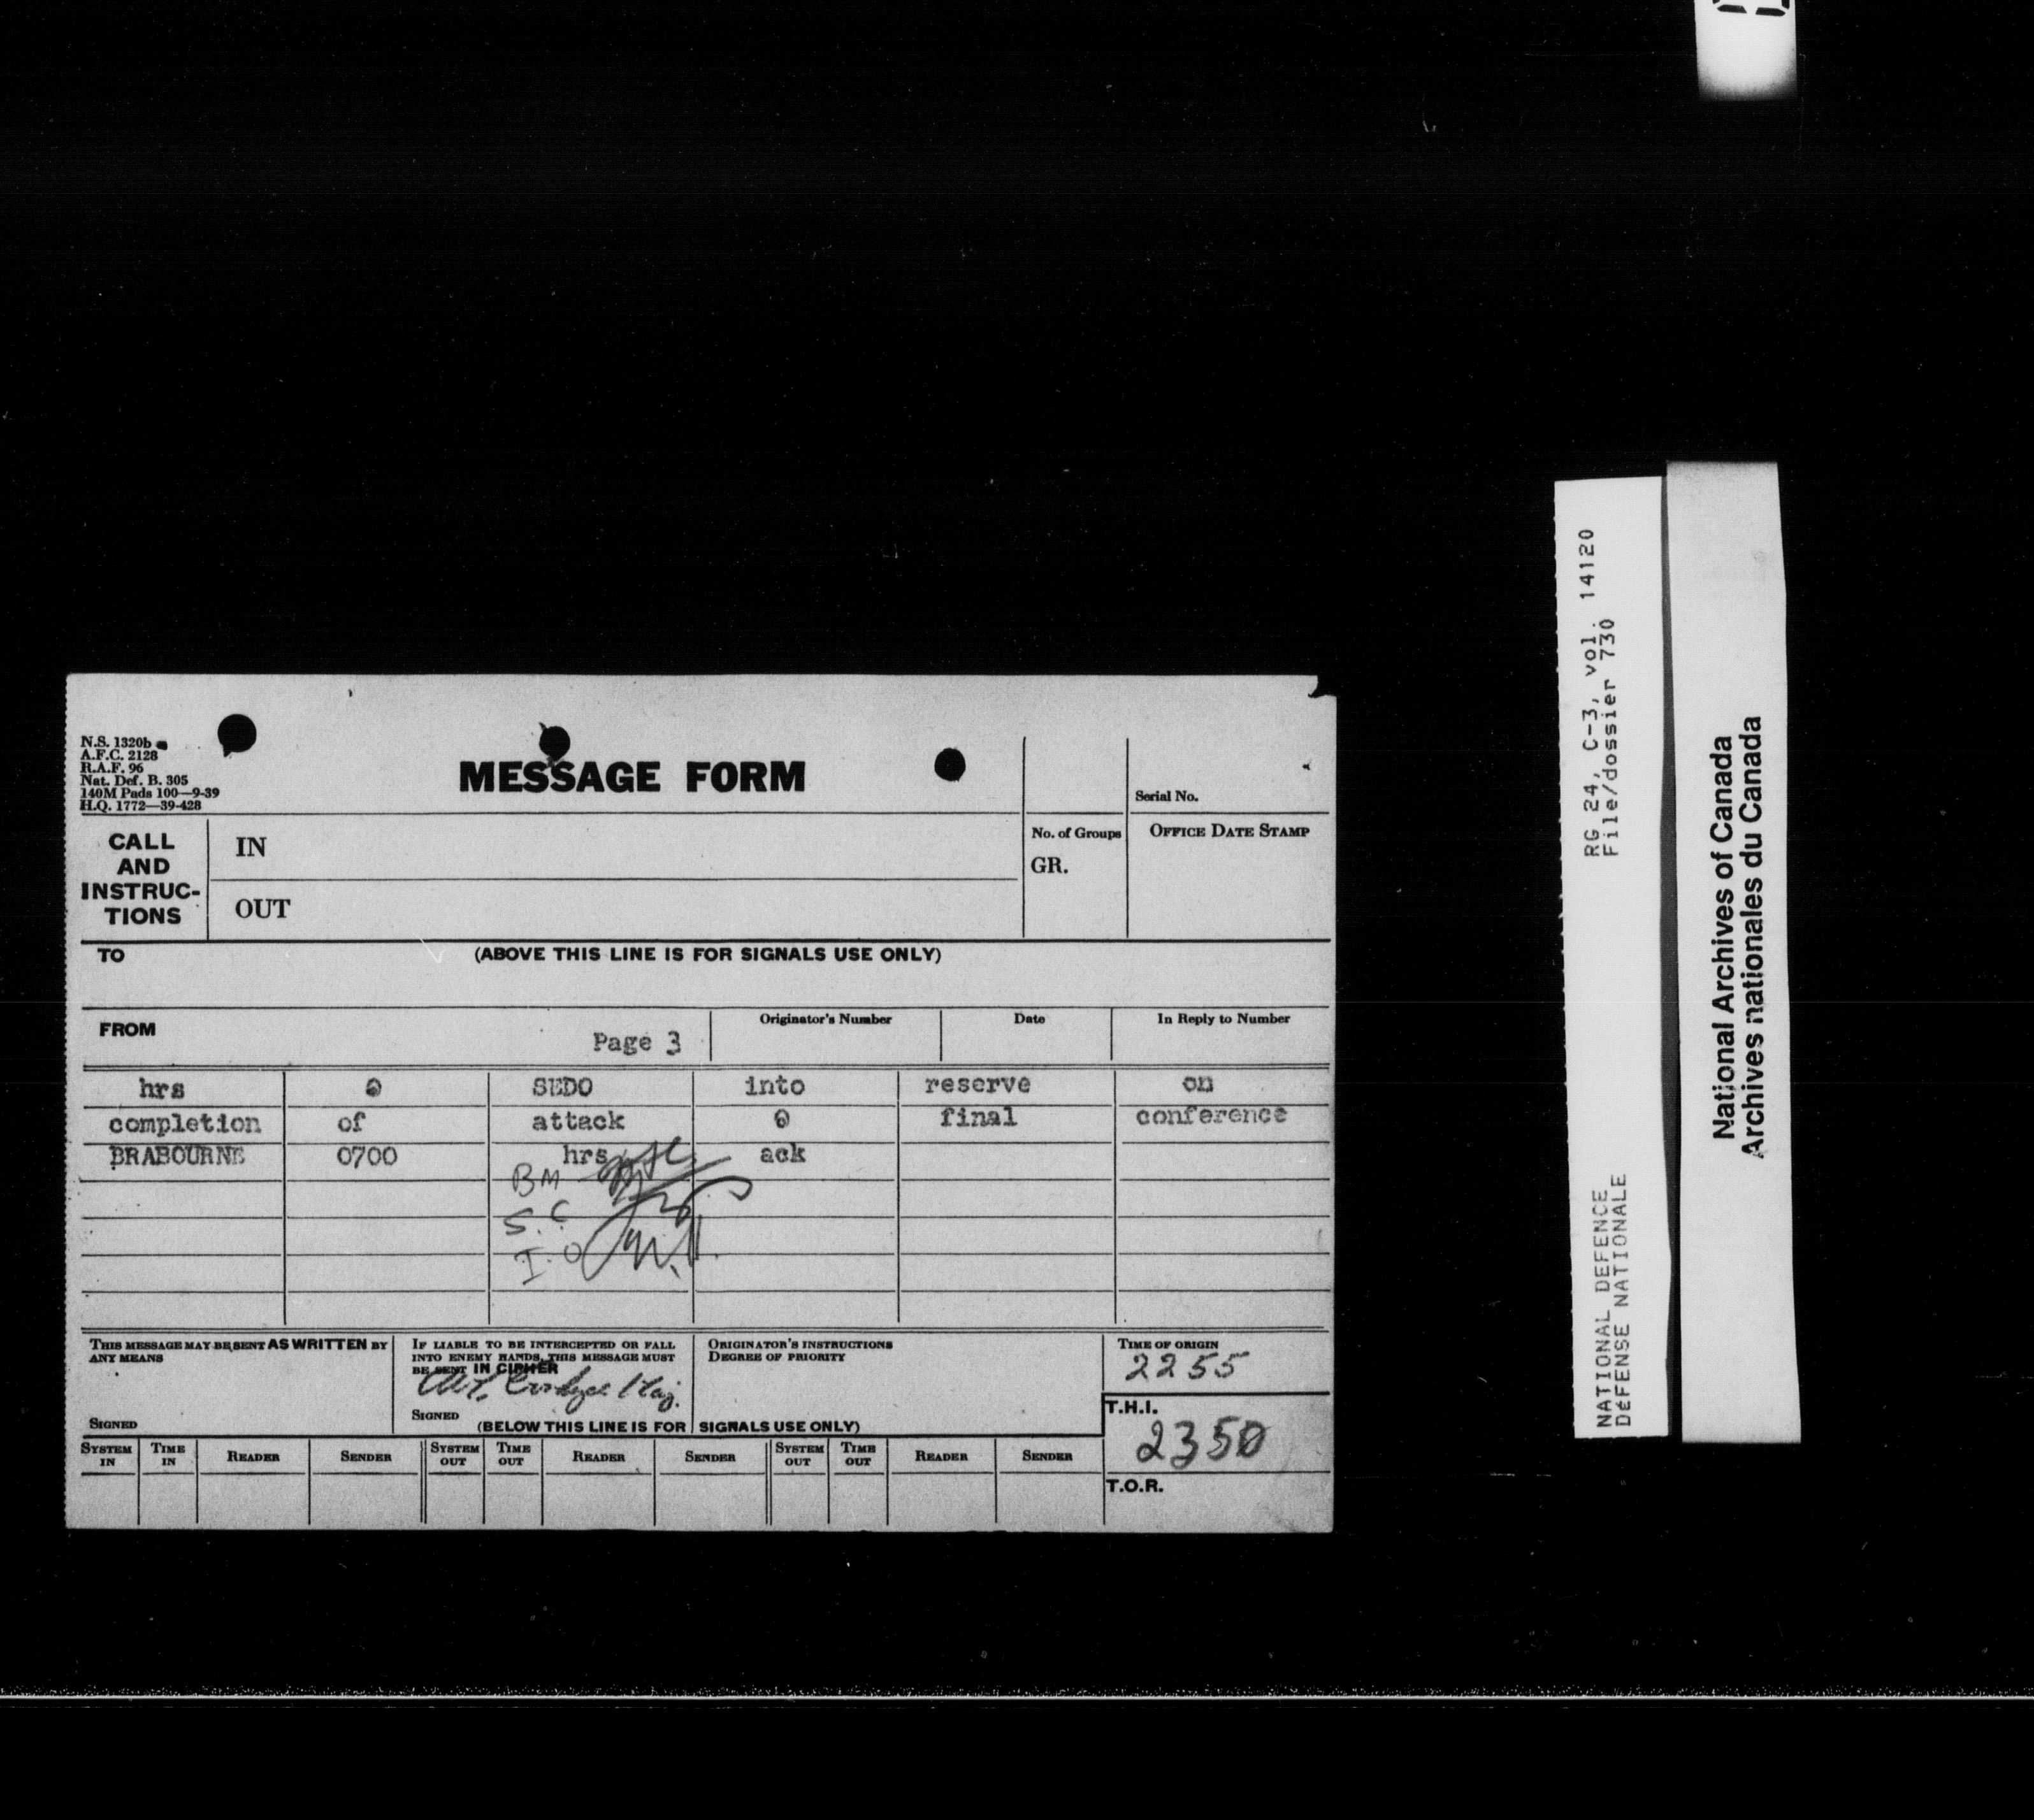 N.S. 1320b
A.F.C. 2128
R.A.F. 96
Nat. Def. B. 305
140M Pads 100—9-39
H.Q. 1772—39-428
MESSAGE FORM
Serial No.
CALL AND INSTRUC-TIONS
IN
OUT
No. of Groups
GR.
OFFICE DATE STAMP
TO
(ABOVE THIS LINE IS FOR SIGNALS USE ONLY)
FROM
Page 3
Originator's Number
Date
In Reply to Number
hrs SEDO into reserve on
completion of attack final conference
BRABOURNE 0700 hrs ack
BM
S.C
I.O
THIS MESSAGE MAY BE SENT AS WRITTEN BY
ANY MEANS
SIGNED
IF LIABLE TO BE INTERCEPTED OR FALL
INTO ENEMY HANDS, THIS MESSAGE MUST
BE SENT IN CIPHER
SIGNED
ORIGINATOR'S INSTRUCTIONS
DEGREE OF PRIORITY
TIME OF ORIGIN
2255
T.H.I.
2350
T.O.R.
(BELOW THIS LINE IS FOR SIGNALS USE ONLY)
SYSTEM IN TIME IN READER SENDER SYSTEM OUT TIME OUT READER SENDER SYSTEM OUT TIME OUT READER SENDER
RG 24, C-3, vol. 14120
File/dossier 730
NATIONAL DEFENCE
DéFENSE NATIONALE
National Archives of Canada
Archives nationales du Canada